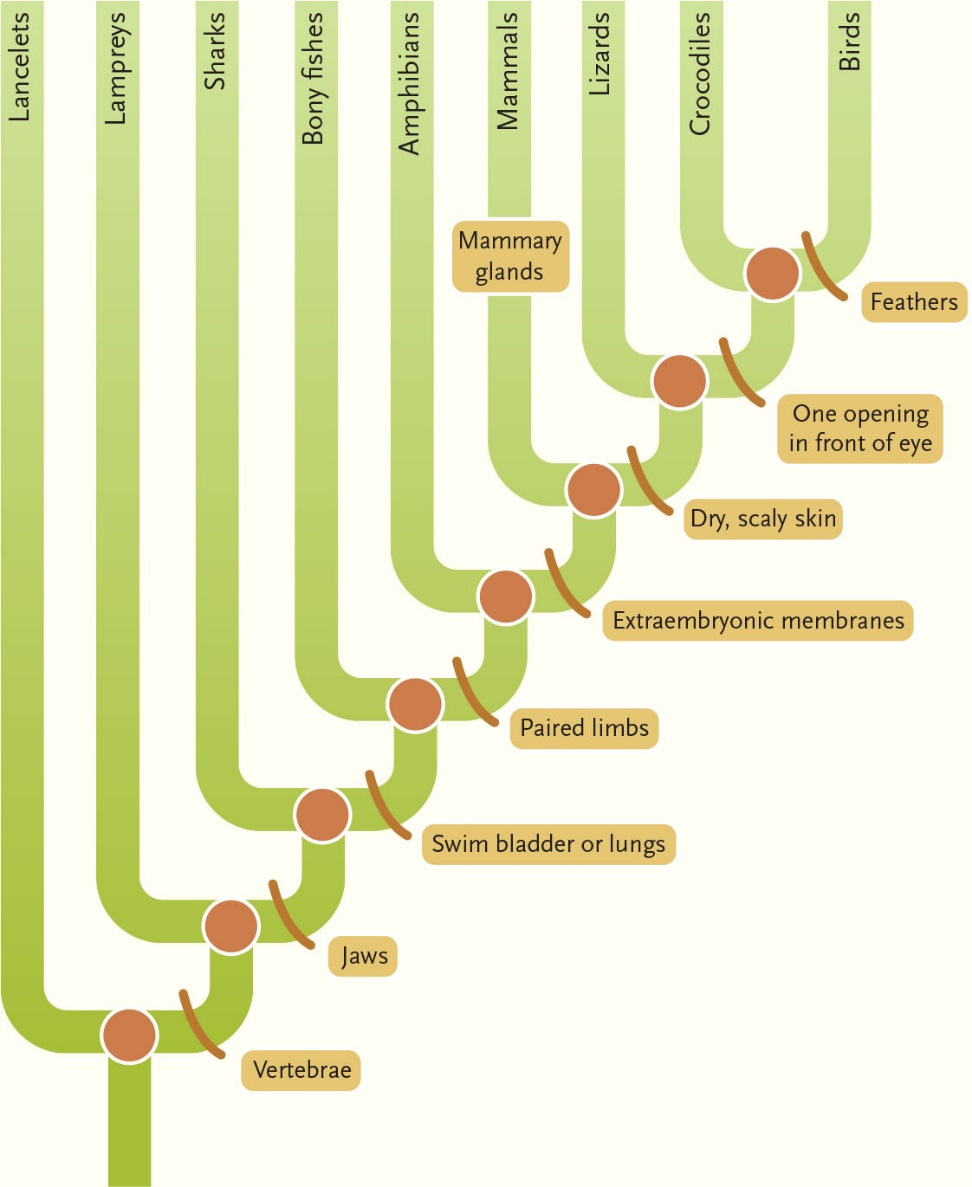 Lancelets
Lampreys
Sharks
Bony fishes
Amphibians
Mammals
Lizards
Crocodiles
Birds
Mammary
glands
Feathers
One opening
in front of eye
Dry, scaly skin
Extraembryonic membranes
Paired limbs
Swim bladder or lungs
Jaws
Vertebrae